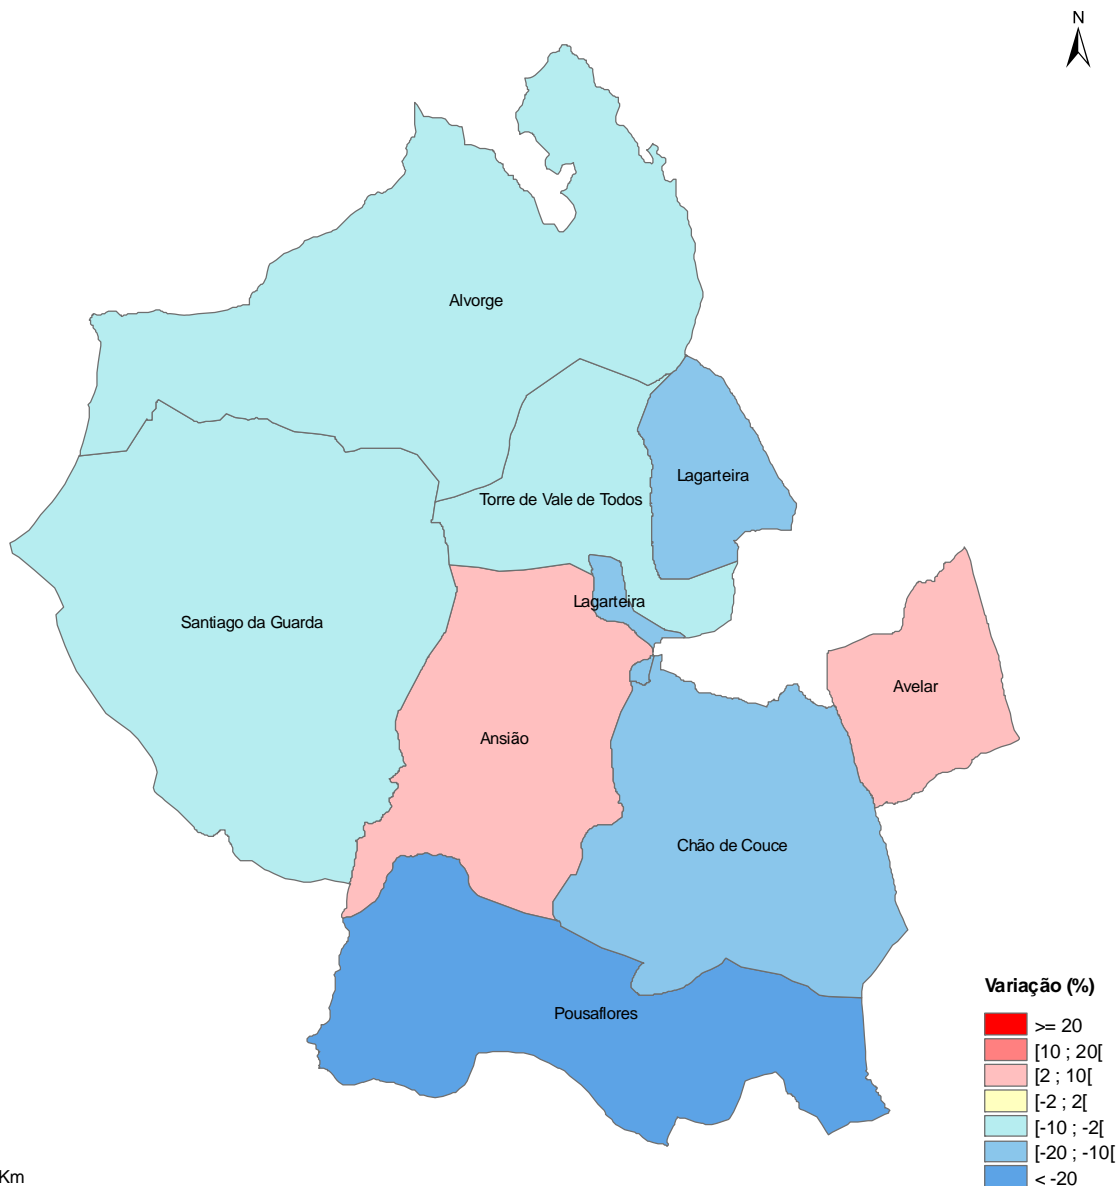 N
Alvorge
Lagarteira
Torre de Vale de Todos
Lagarteira
Santiago da Guarda
Avelar
Ansião
Chão de Couce
Pousaflores
Variação (%)
>= 20
[10 ; 20[
[2 ; 10[
[-2 ; 2[
[-10 ; -2[
[-20 ; -10[
< -20
Km